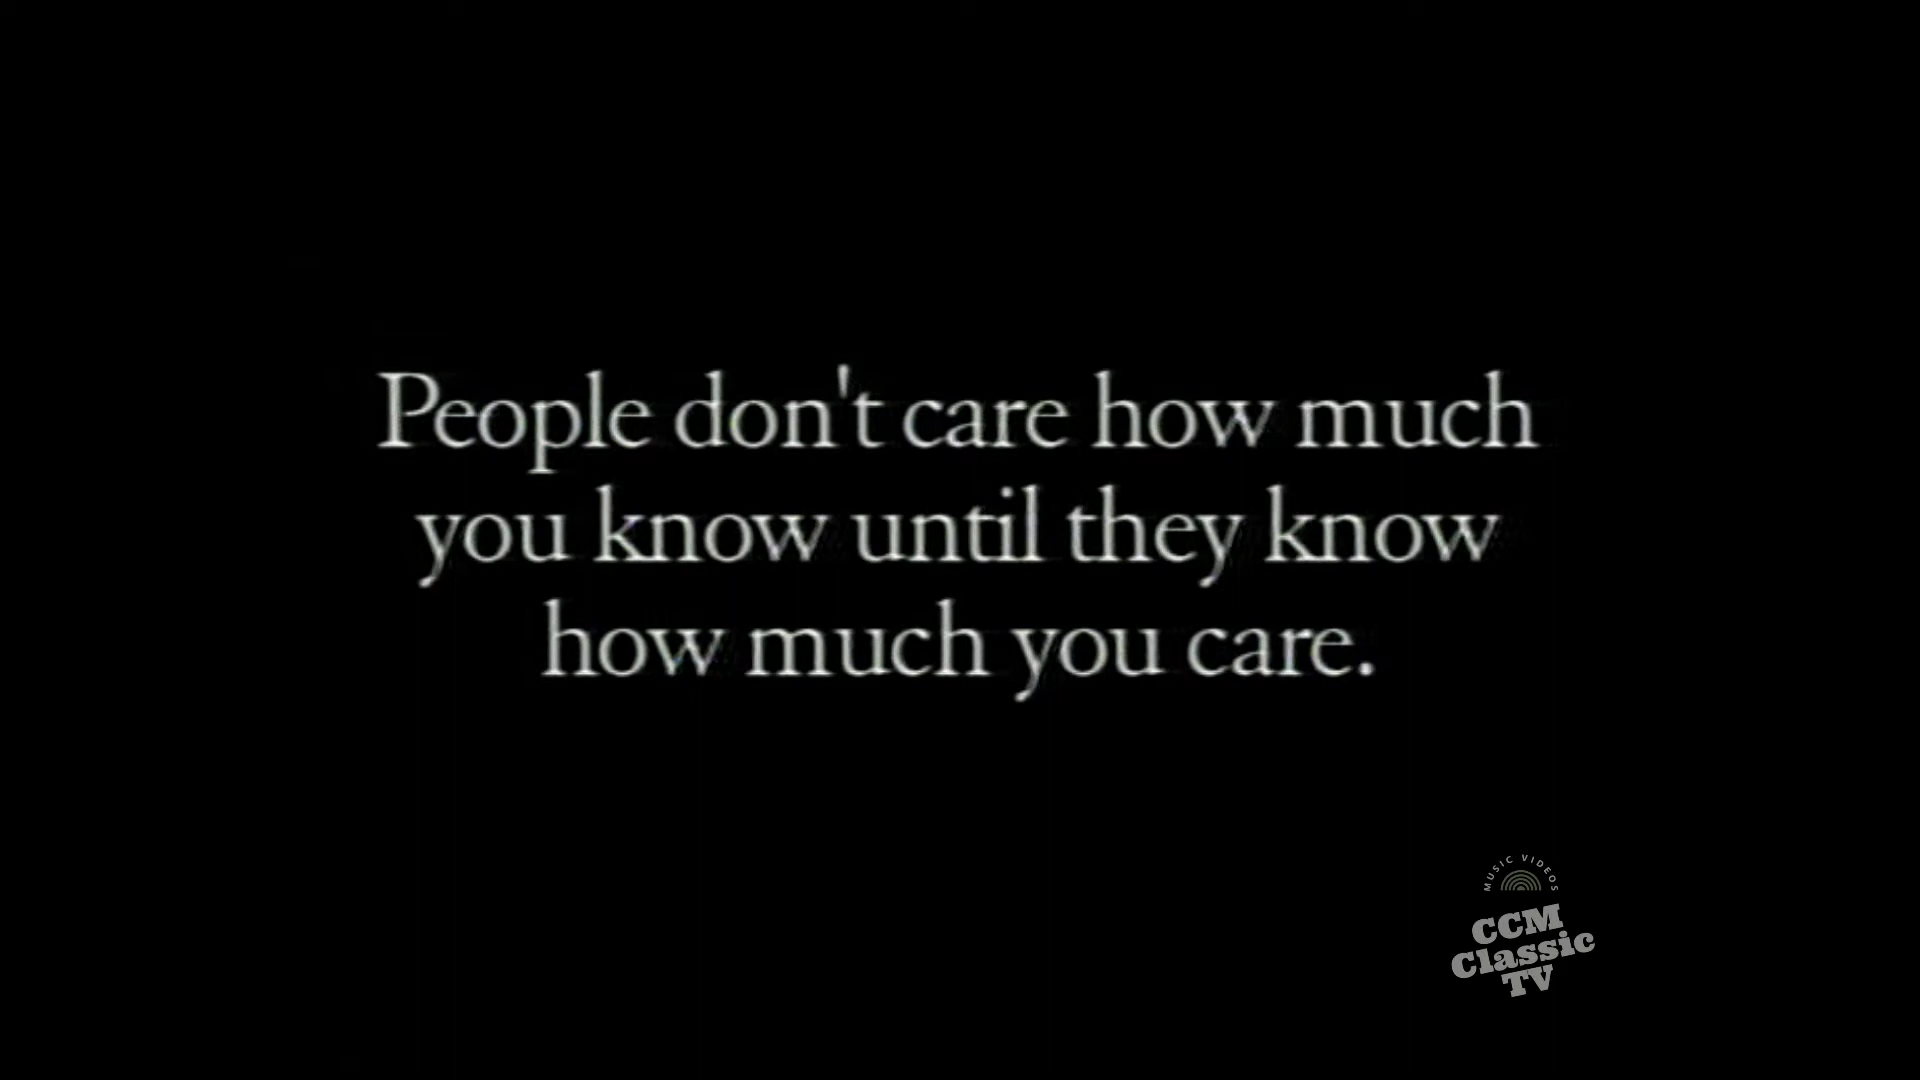 People don't care how much
you know until they know
how much you care.
MUSIC VIDEOS
CCM
Classic
TV